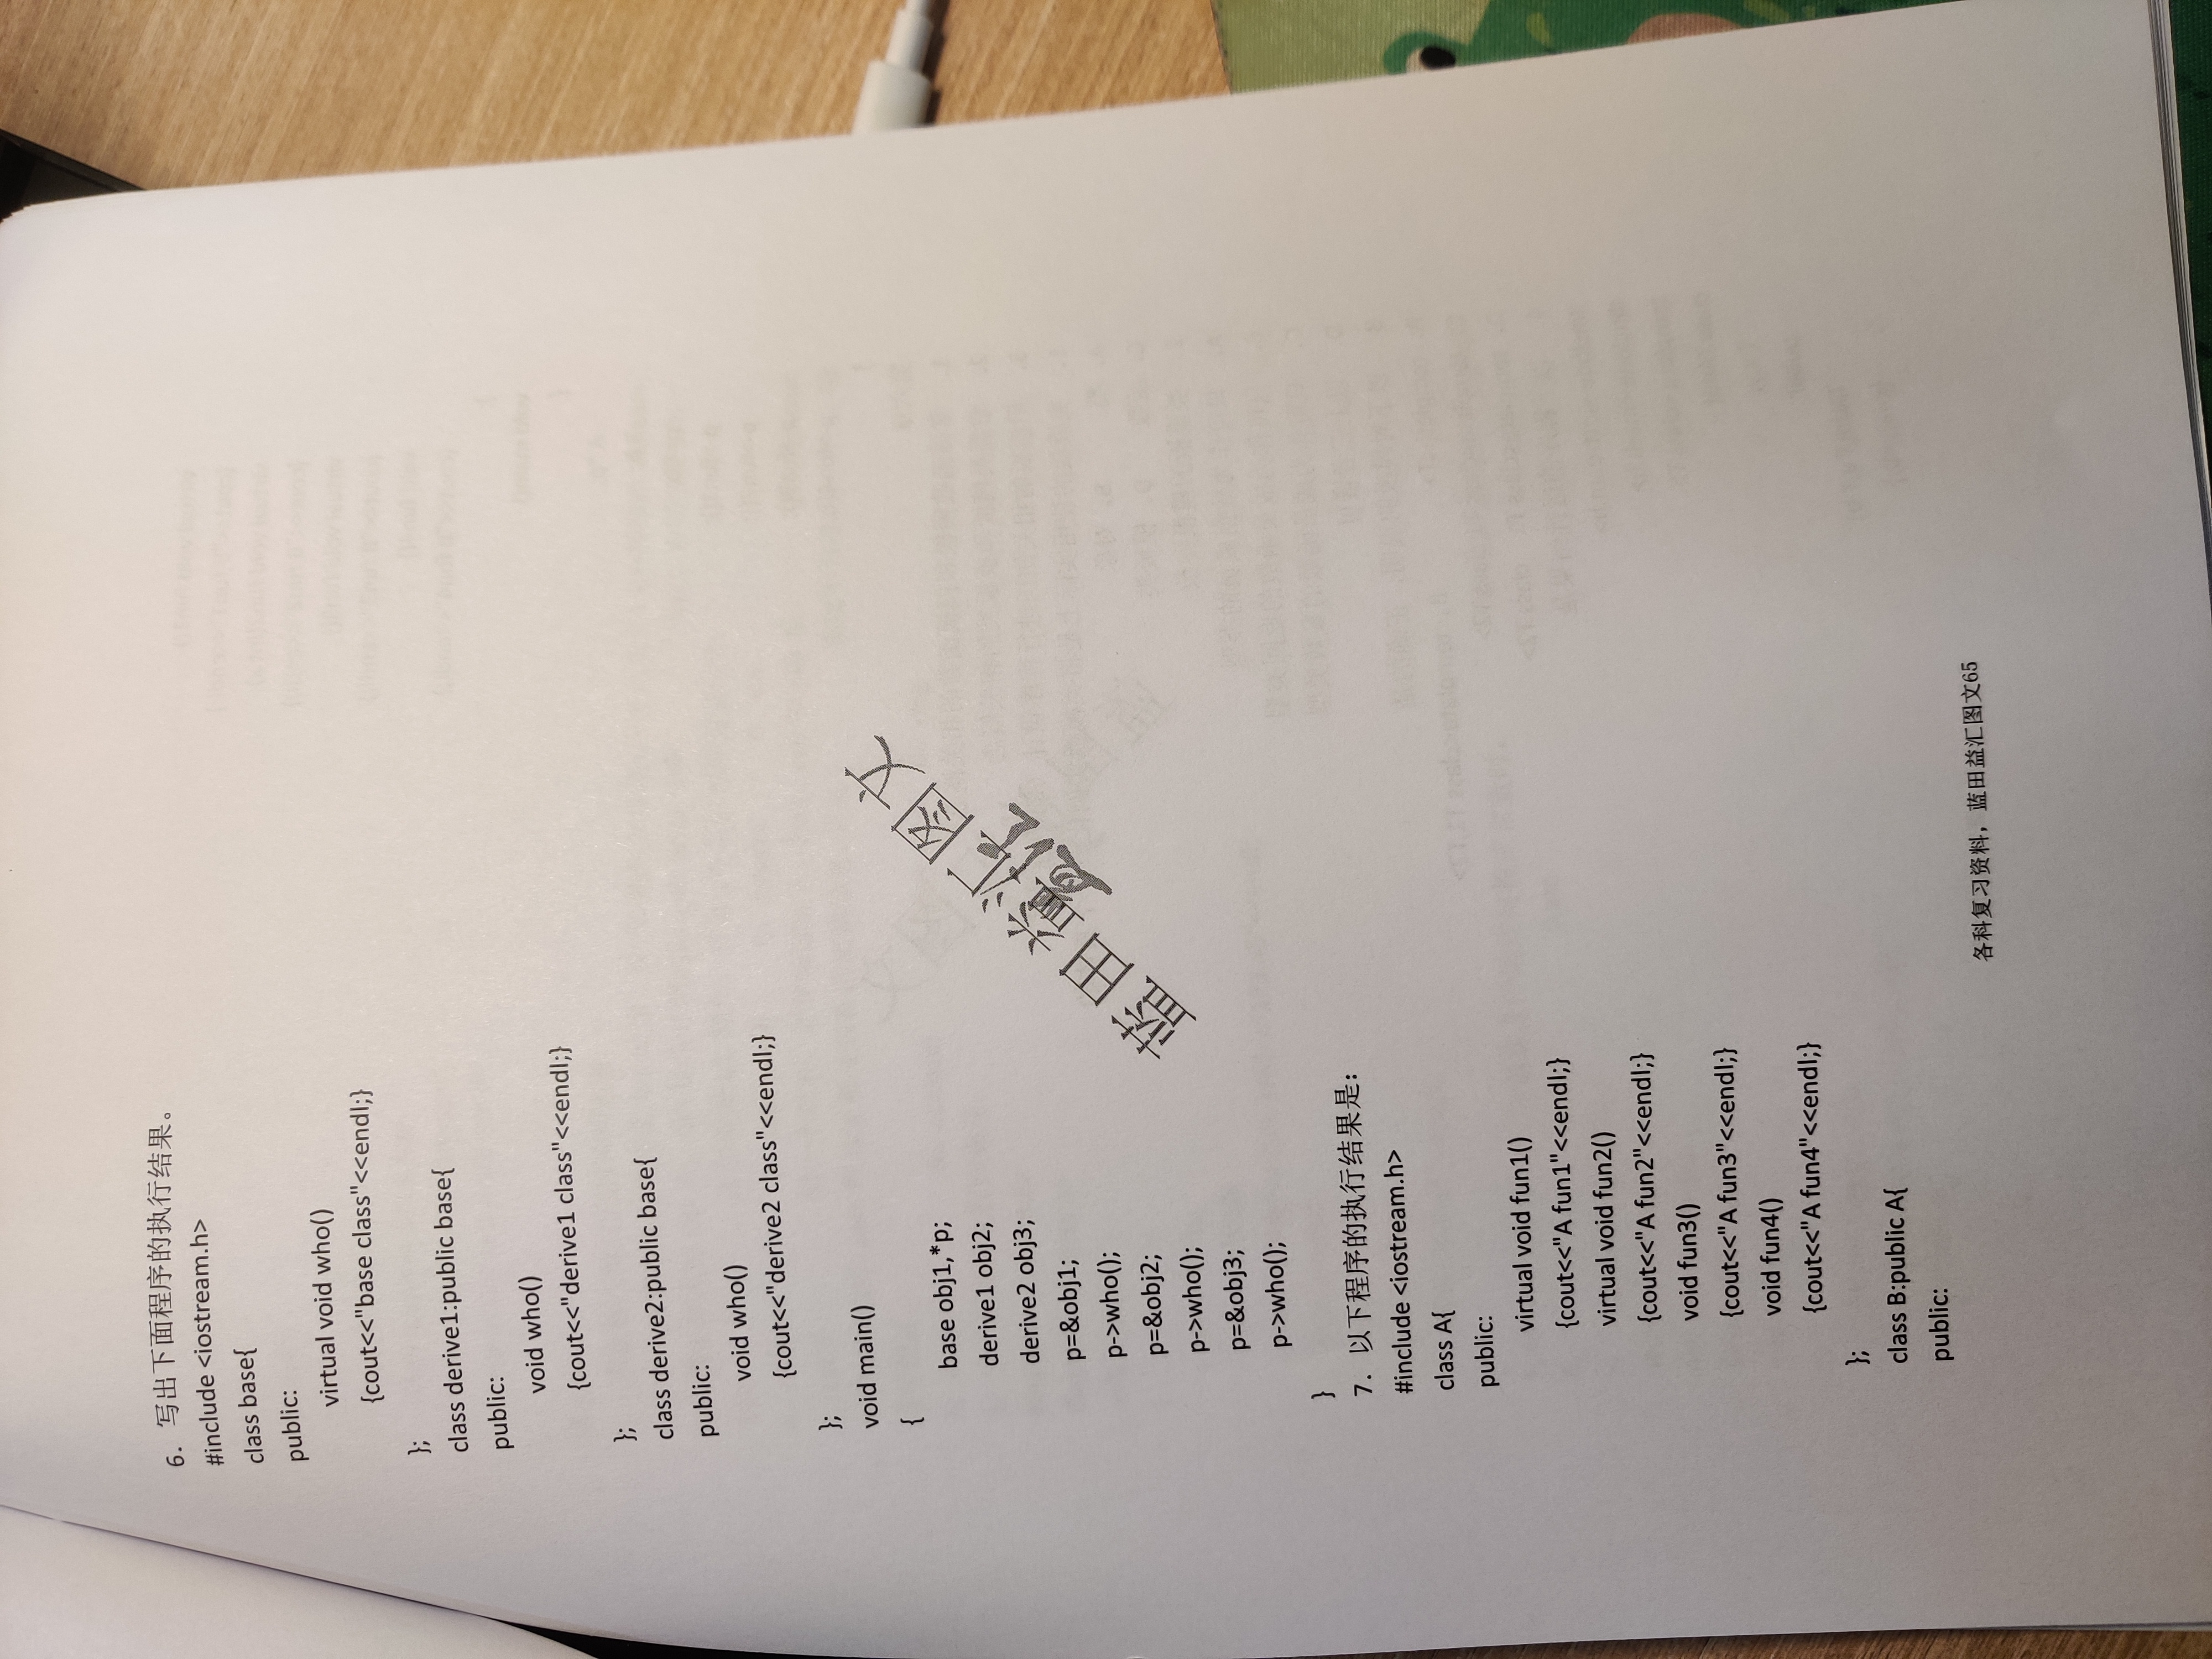 6. 写出下面程序的执行结果。
#include <iostream.h>
class base{
public:
virtual void who()
{cout<<"base class"<<endl;}
};
class derive1:public base{
public:
void who()
{cout<<"derive1 class"<<endl;}
};
class derive2:public base{
public:
void who()
{cout<<"derive2 class"<<endl;}
};
void main()
{
base obj1,*p;
derive1 obj2;
derive2 obj3;
p=&obj1;
p->who();
p=&obj2;
p->who();
p=&obj3;
p->who();
}
7. 以下程序的执行结果是:
#include <iostream.h>
class A{
public:
virtual void fun1()
{cout<<"A fun1"<<endl;}
virtual void fun2()
{cout<<"A fun2"<<endl;}
void fun3()
{cout<<"A fun3"<<endl;}
void fun4()
{cout<<"A fun4"<<endl;}
};
class B:public A{
public:
蓝田益汇图文
益汇
各科复习资料，蓝田益汇图文65